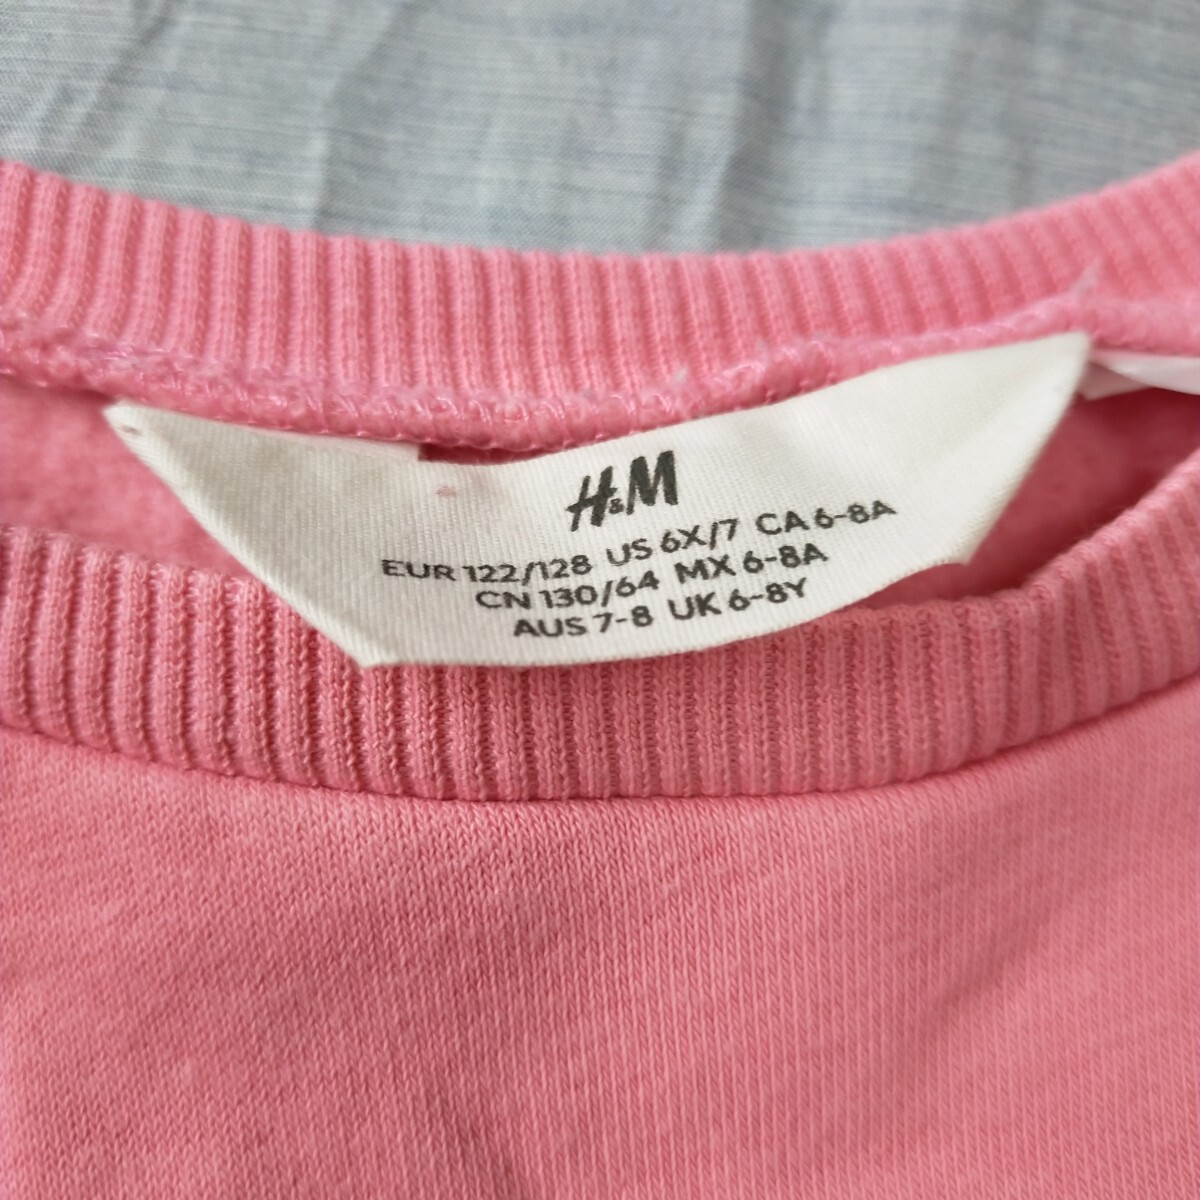 H&M
EUR 122/128 US 6X/7 CA 6-8A
CN 130/64 MX 6-8A
AUS 7-8 UK 6-8Y